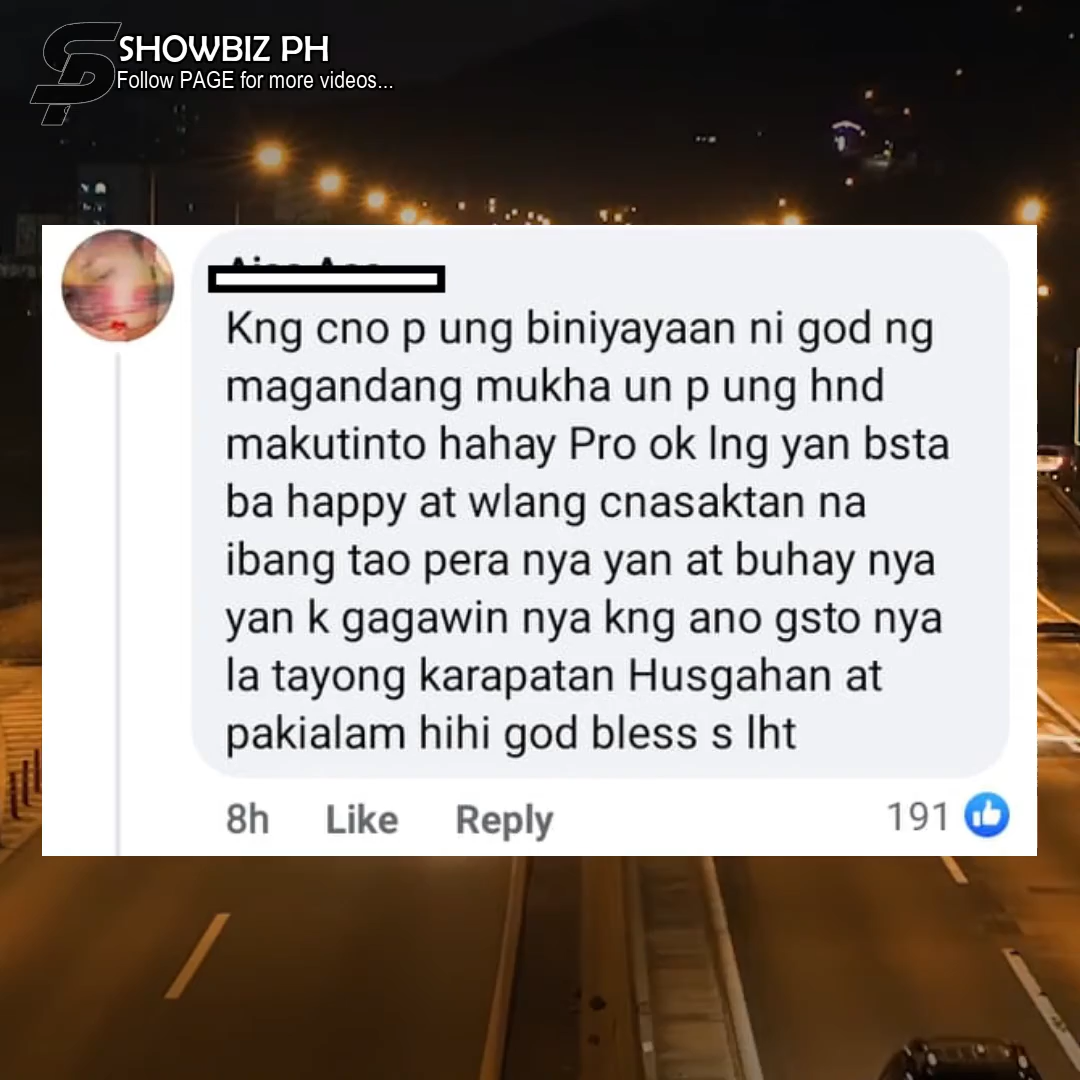 SHOWBIZ PH
Follow PAGE for more videos...
Kng cno p ung biniyayaan ni god ng
magandang mukha un p ung hnd
makutinto hahay Pro ok lng yan bsta
ba happy at wlang cnasaktan na
ibang tao pera nya yan at buhay nya
yan k gagawin nya kng ano gsto nya
la tayong karapatan Husgahan at
pakialam hihi god bless s lht
8h Like Reply 191